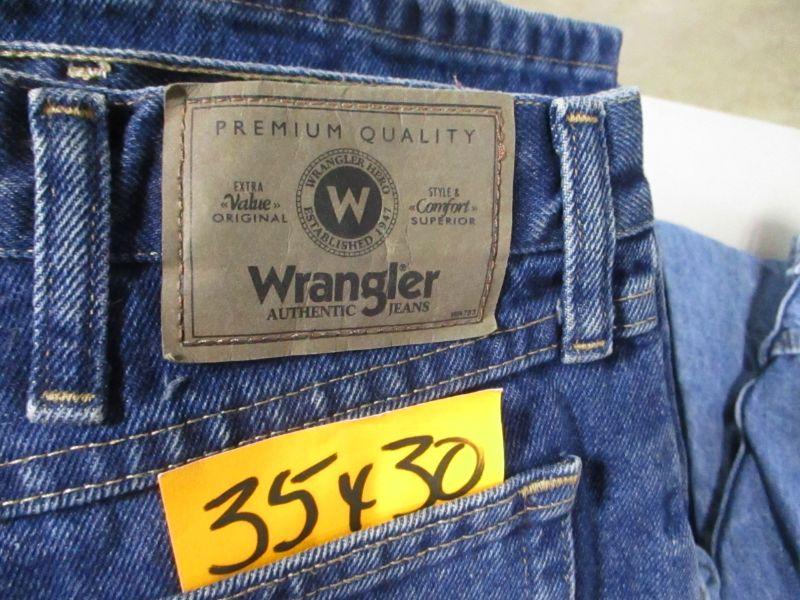 PREMIUM QUALITY
WRANGLER HERO
ESTABLISHED 1947
W
EXTRA
«Value»
ORIGINAL
STYLE &
«Comfort»
SUPERIOR
Wrangler®
AUTHENTIC JEANS
35x30